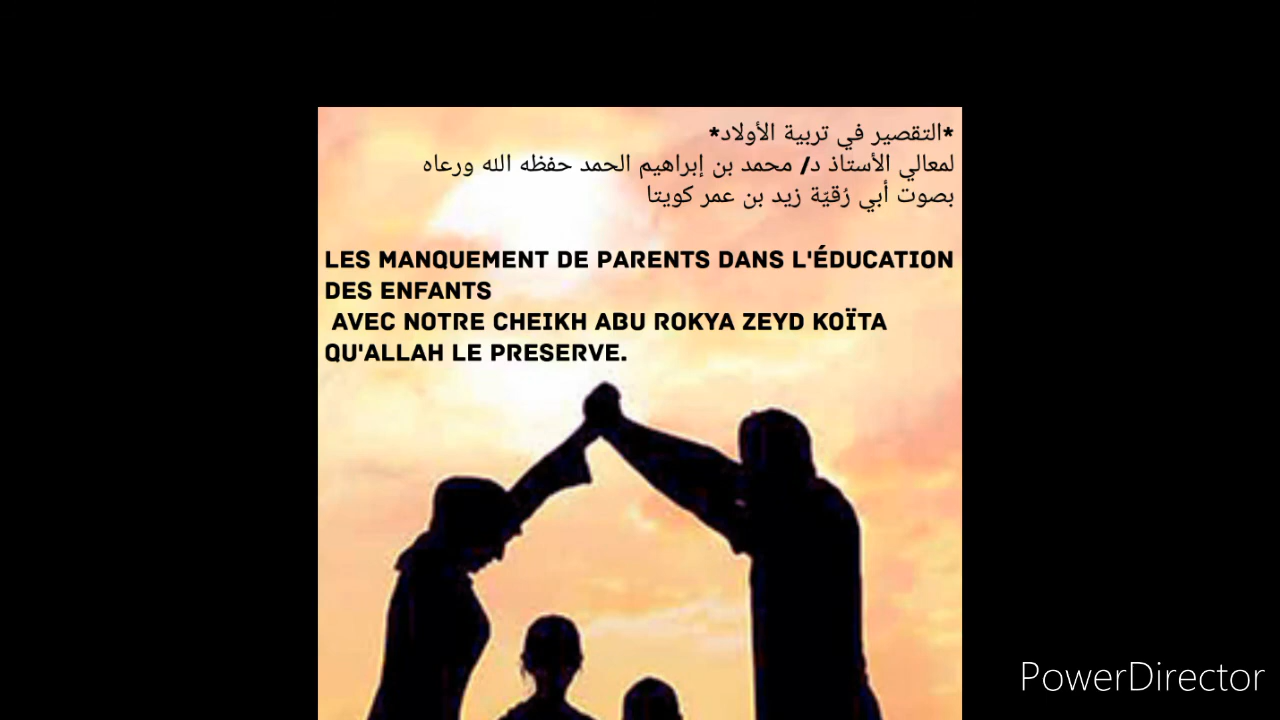 *التقصير في تربية الأولاد*
لمعالي الأستاذ د/ محمد بن إبراهيم الحمد حفظه الله ورعاه
بصوت أبي رُقيّة زيد بن عمر كويتا
LES MANQUEMENT DE PARENTS DANS L'ÉDUCATION
DES ENFANTS
AVEC NOTRE CHEIKH ABU ROKYA ZEYD KOÏTA
QU'ALLAH LE PRESERVE.
PowerDirector